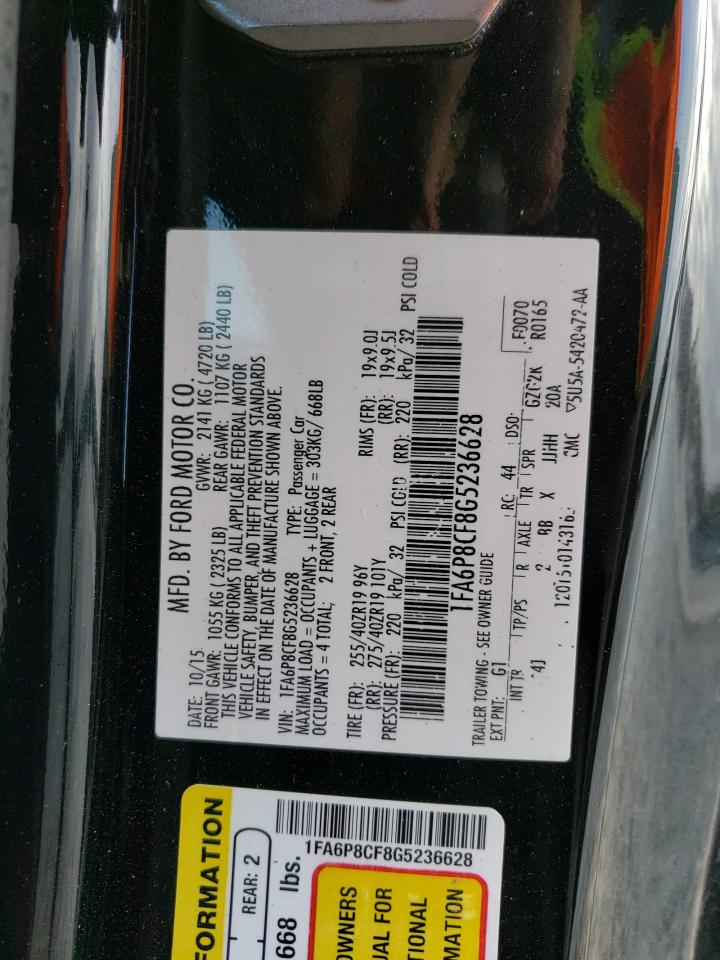 MFD. BY FORD MOTOR CO.
DATE: 10/15 GVWR: 2141 KG ( 4720 LB)
FRONT GAWR: 1055 KG ( 2325 LB) REAR GAWR: 1107 KG ( 2440 LB)
THIS VEHICLE CONFORMS TO ALL APPLICABLE FEDERAL MOTOR
VEHICLE SAFETY, BUMPER, AND THEFT PREVENTION STANDARDS
IN EFFECT ON THE DATE OF MANUFACTURE SHOWN ABOVE.
VIN: 1FA6P8CF8G5236628 TYPE: Passenger Car
MAXIMUM LOAD = OCCUPANTS + LUGGAGE = 303KG/ 668LB
OCCUPANTS = 4 TOTAL; 2 FRONT, 2 REAR
TIRE (FR): 255/40ZR19 96Y RIMS (FR): 19x9.0J
(RR): 275/40ZR19 101Y (RR): 19x9.5J
PRESSURE (FR): 220 kPa/ 32 PSI COLD (RR): 220 kPa/ 32 PSI COLD
1FA6P8CF8G5236628
TRAILER TOWING - SEE OWNER GUIDE
EXT PNT: G1 RC: 44 DSO: F0070
INT TR TP/PS R AXLE TR SPR R0165
4J 2 BB X JJHH 20A
▽5U5A-5420472-AA
FORMATION
REAR: 2
668 lbs.
1FA6P8CF8G5236628
OWNERS
UAL FOR
TIONAL
MATION